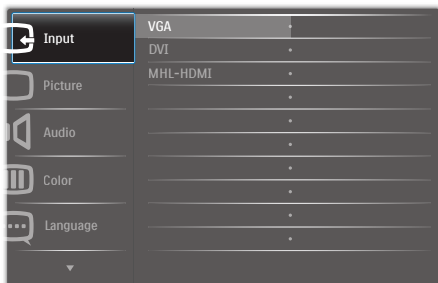 Input
Picture
Audio
Color
Language
VGA
DVI
MHL-HDMI